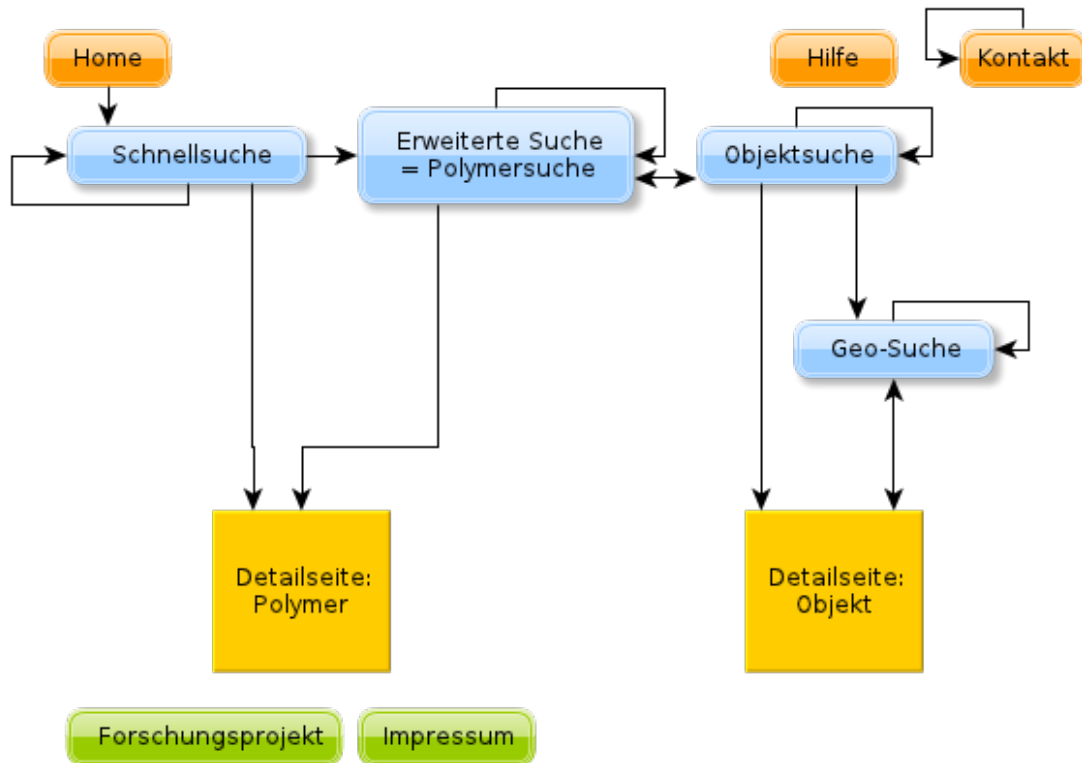 Home
Hilfe
Kontakt
Schnellsuche
Erweiterte Suche
= Polymersuche
Objektsuche
Geo-Suche
Detailseite:
Polymer
Detailseite:
Objekt
Forschungsprojekt
Impressum